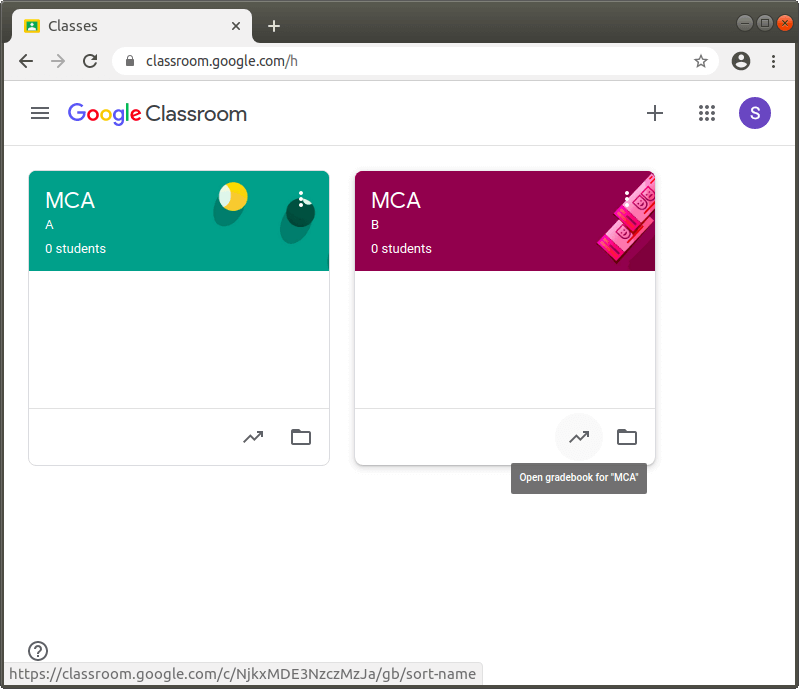 Classes
classroom.google.com/h
Google Classroom
S
MCA
A
0 students
MCA
B
0 students
Open gradebook for "MCA"
https://classroom.google.com/c/NjkxMDE3NzczMzJa/gb/sort-name